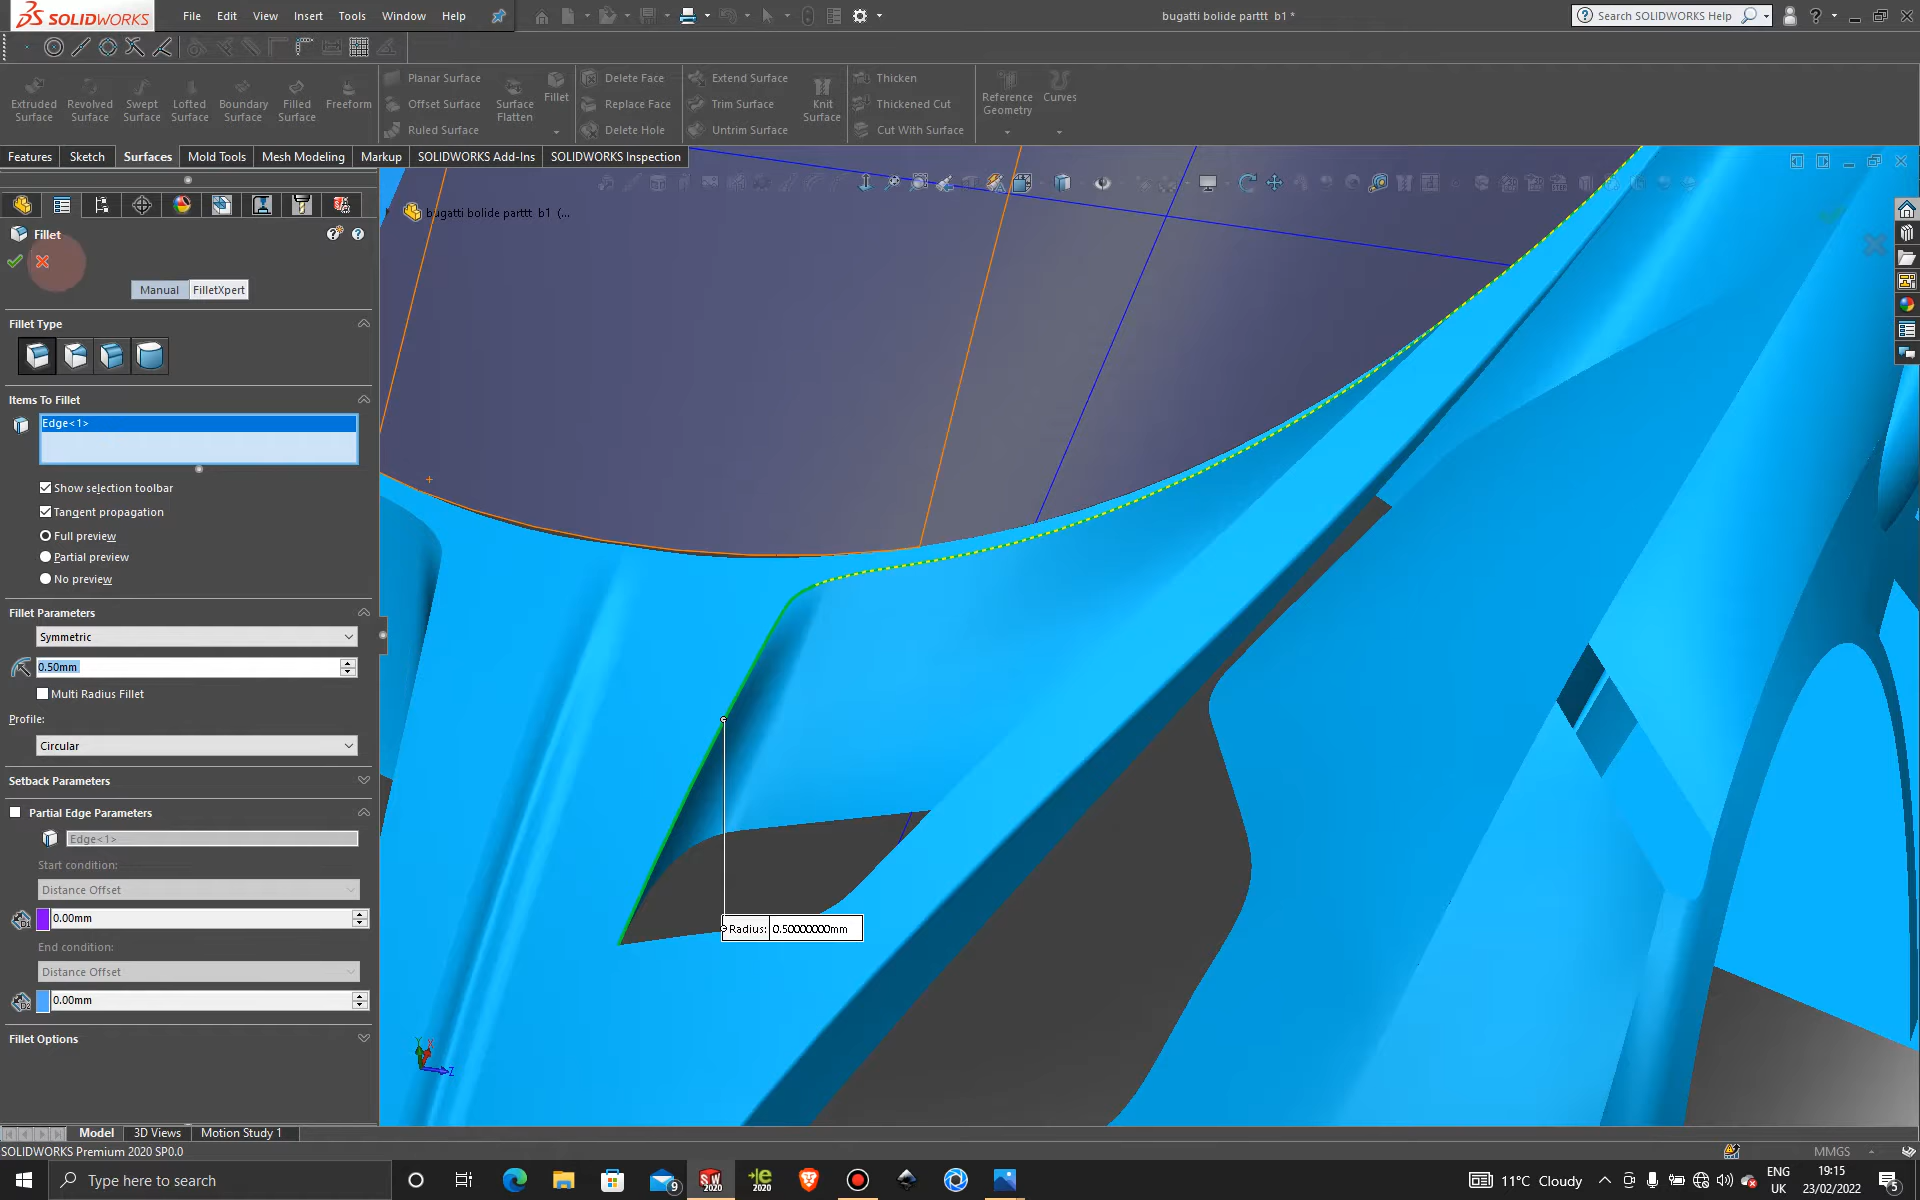 SOLIDWORKS
File Edit View Insert Tools Window Help
bugatti bolide parttt b1 *
Search SOLIDWORKS Help
Extruded Surface
Revolved Surface
Swept Surface
Lofted Surface
Boundary Surface
Filled Surface
Freeform
Planar Surface
Offset Surface
Ruled Surface
Surface Flatten
Fillet
Delete Face
Replace Face
Delete Hole
Extend Surface
Trim Surface
Untrim Surface
Knit Surface
Thicken
Thickened Cut
Cut With Surface
Reference Geometry
Curves
Features Sketch Surfaces Mold Tools Mesh Modeling Markup SOLIDWORKS Add-Ins SOLIDWORKS Inspection
bugatti bolide parttt b1 (...
Fillet
Manual FilletXpert
Fillet Type
Items To Fillet
Edge<1>
Show selection toolbar
Tangent propagation
Full preview
Partial preview
No preview
Fillet Parameters
Symmetric
0.50mm
Multi Radius Fillet
Profile:
Circular
Setback Parameters
Partial Edge Parameters
Edge<1>
Start condition:
Distance Offset
0.00mm
End condition:
Distance Offset
0.00mm
Fillet Options
Radius: 0.50000000mm
Z
Model 3D Views Motion Study 1
SOLIDWORKS Premium 2020 SP0.0
MMGS
Type here to search
9
SW 2020
e 2020
11°C Cloudy
ENG
UK
19:15
23/02/2022
5